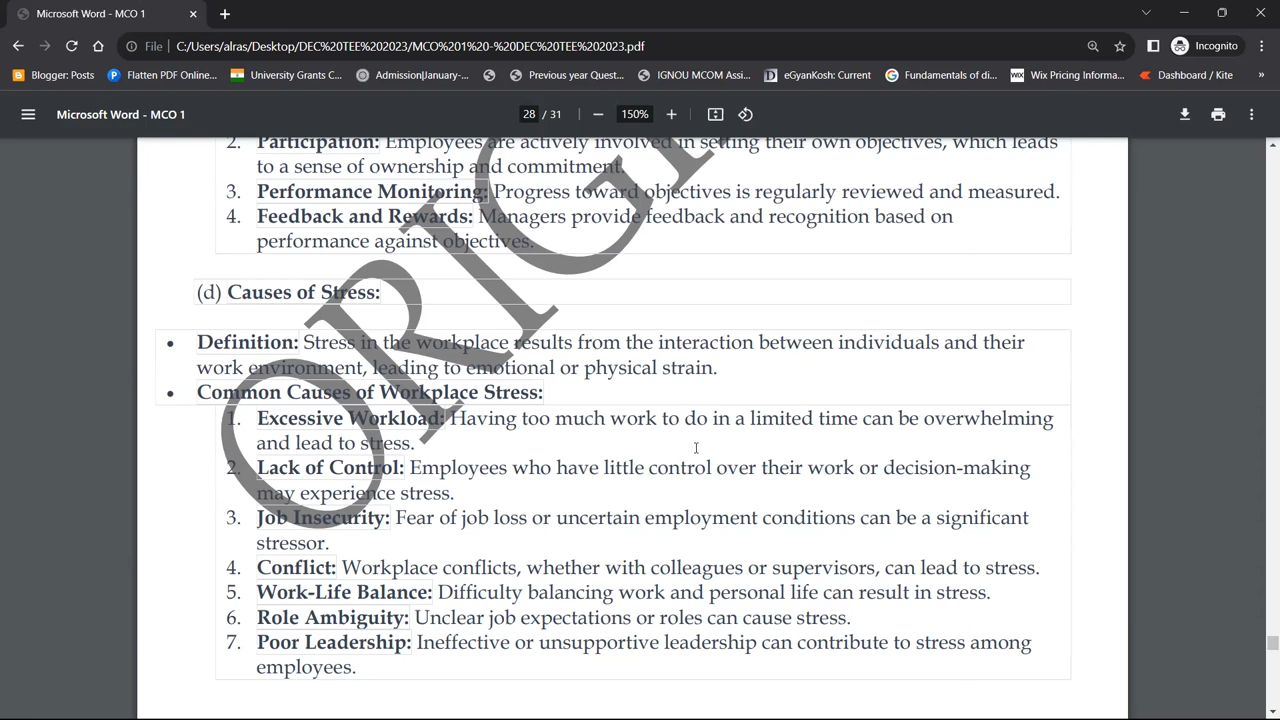 Microsoft Word - MCO 1
File
C:/Users/alras/Desktop/DEC%20TEE%202023/MCO%201%20-%20DEC%20TEE%202023.pdf
Incognito
Blogger: Posts
Flatten PDF Online...
University Grants C...
Admission|January-...
Previous year Quest...
IGNOU MCOM Assi...
eGyanKosh: Current
Fundamentals of di...
WIX Wix Pricing Informa...
Dashboard / Kite
»
Microsoft Word - MCO 1
28 / 31
150%
2. Participation: Employees are actively involved in setting their own objectives, which leads
to a sense of ownership and commitment.
3. Performance Monitoring: Progress toward objectives is regularly reviewed and measured.
4. Feedback and Rewards: Managers provide feedback and recognition based on
performance against objectives.
(d) Causes of Stress:
• Definition: Stress in the workplace results from the interaction between individuals and their
work environment, leading to emotional or physical strain.
• Common Causes of Workplace Stress:
1. Excessive Workload: Having too much work to do in a limited time can be overwhelming
and lead to stress.
2. Lack of Control: Employees who have little control over their work or decision-making
may experience stress.
3. Job Insecurity: Fear of job loss or uncertain employment conditions can be a significant
stressor.
4. Conflict: Workplace conflicts, whether with colleagues or supervisors, can lead to stress.
5. Work-Life Balance: Difficulty balancing work and personal life can result in stress.
6. Role Ambiguity: Unclear job expectations or roles can cause stress.
7. Poor Leadership: Ineffective or unsupportive leadership can contribute to stress among
employees.
ORIGI